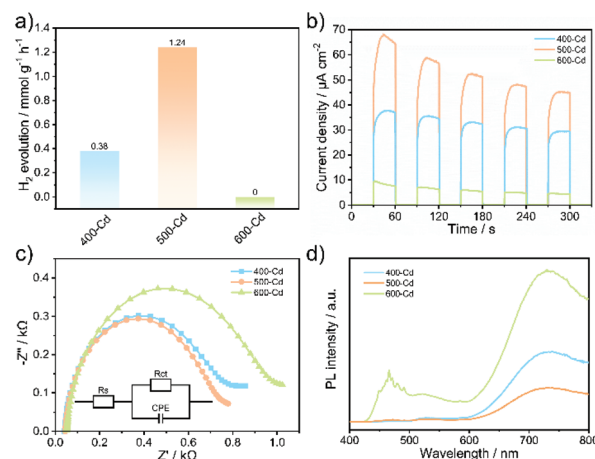 a)
H2 evolution / mmol g-1 h-1
1.4
1.2
1.0
0.8
0.6
0.4
0.2
0.0
0.38
1.24
0
400-Cd
500-Cd
600-Cd
b)
Current density / µA cm-2
70
60
50
40
30
20
10
0
400-Cd
500-Cd
600-Cd
0 60 120 180 240 300
Time / s
c)
-Z" / kΩ
0.4
0.3
0.2
0.1
0.0
400-Cd
500-Cd
600-Cd
Rs
Rct
CPE
0.0 0.2 0.4 0.6 0.8 1.0
Z' / kΩ
d)
PL intensity / a.u.
400-Cd
500-Cd
600-Cd
400 500 600 700 800
Wavelength / nm